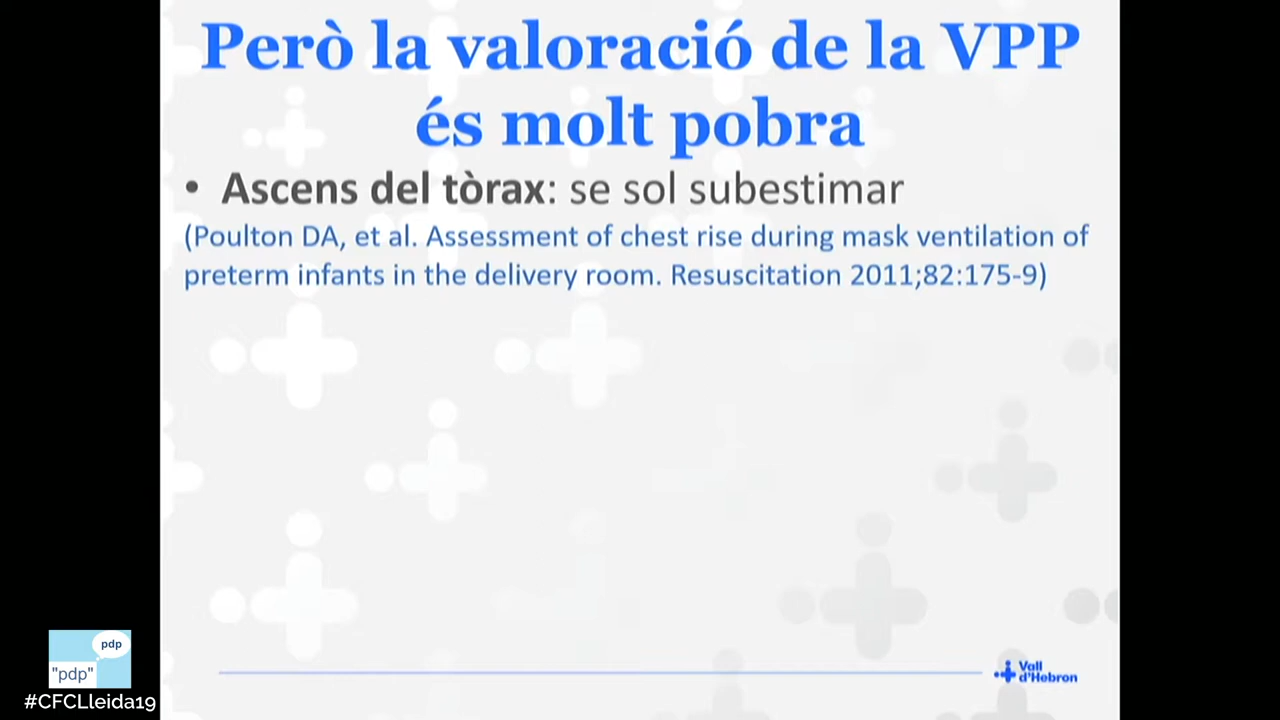 Però la valoració de la VPP
és molt pobra
• Ascens del tòrax: se sol subestimar
(Poulton DA, et al. Assessment of chest rise during mask ventilation of
preterm infants in the delivery room. Resuscitation 2011;82:175-9)
pdp
"pdp"
#CFCLleida19
Vall
d'Hebron